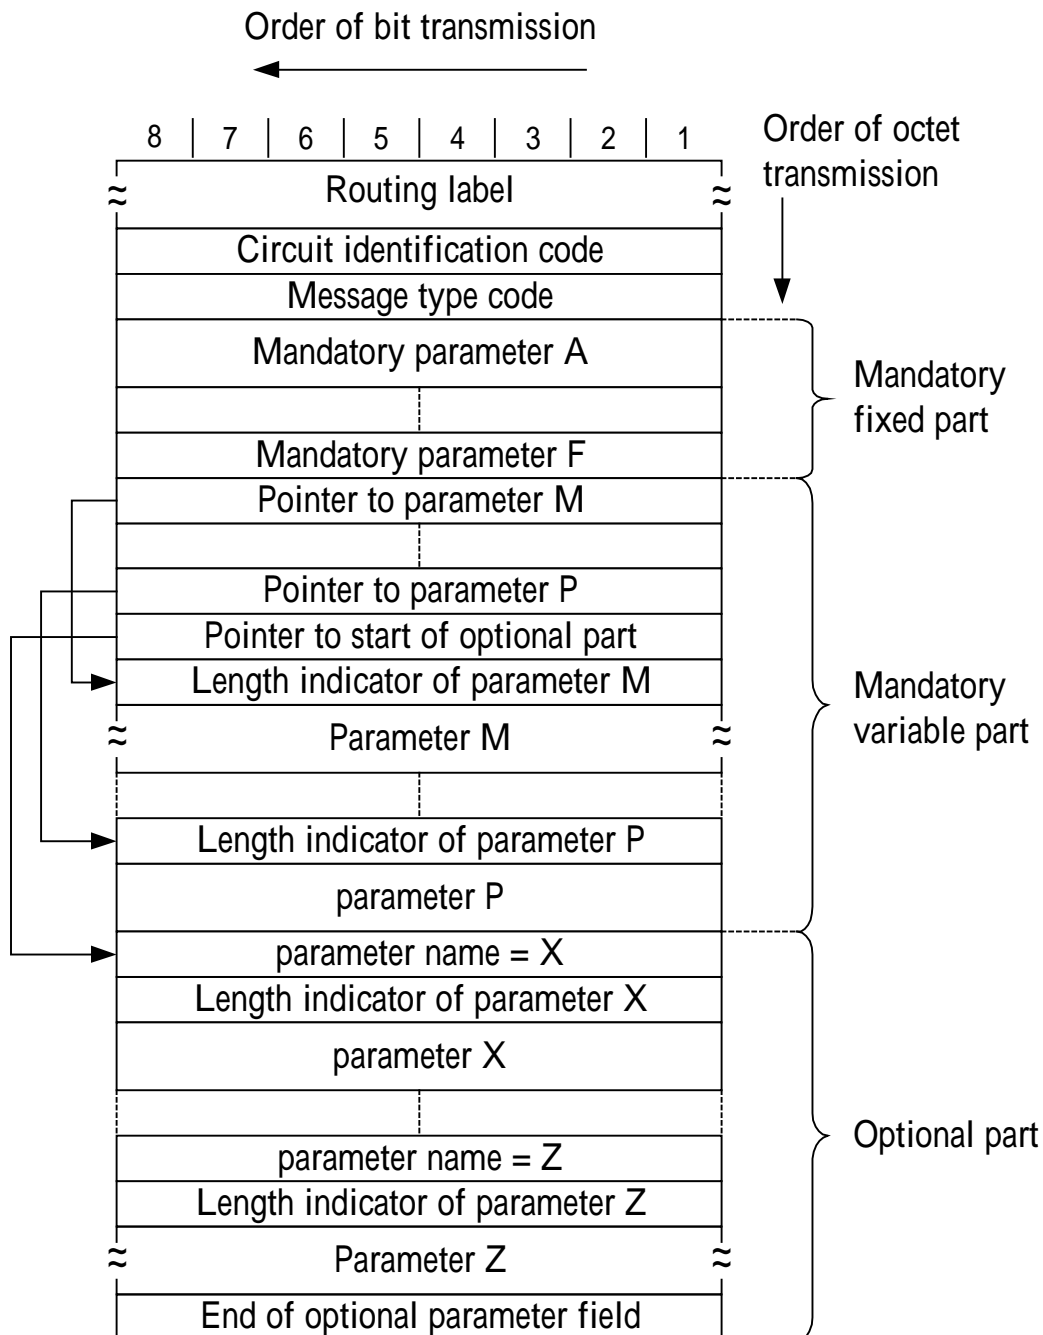 Order of bit transmission
8 | 7 | 6 | 5 | 4 | 3 | 2 | 1
Order of octet
transmission
Routing label
Circuit identification code
Message type code
Mandatory parameter A
Mandatory
fixed part
Mandatory parameter F
Pointer to parameter M
Pointer to parameter P
Pointer to start of optional part
Length indicator of parameter M
Mandatory
variable part
Parameter M
Length indicator of parameter P
parameter P
parameter name = X
Length indicator of parameter X
parameter X
Optional part
parameter name = Z
Length indicator of parameter Z
Parameter Z
End of optional parameter field